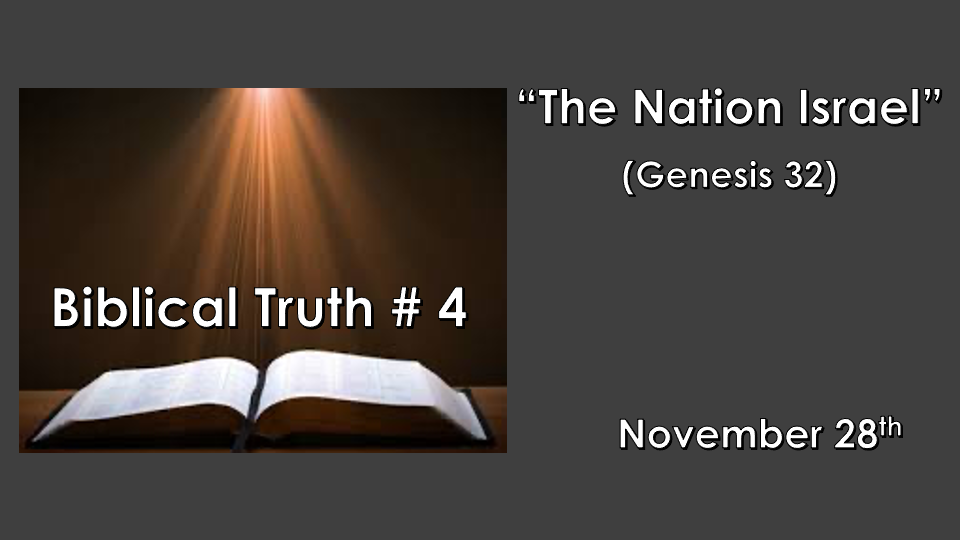 “The Nation Israel”
(Genesis 32)
Biblical Truth # 4
November 28th